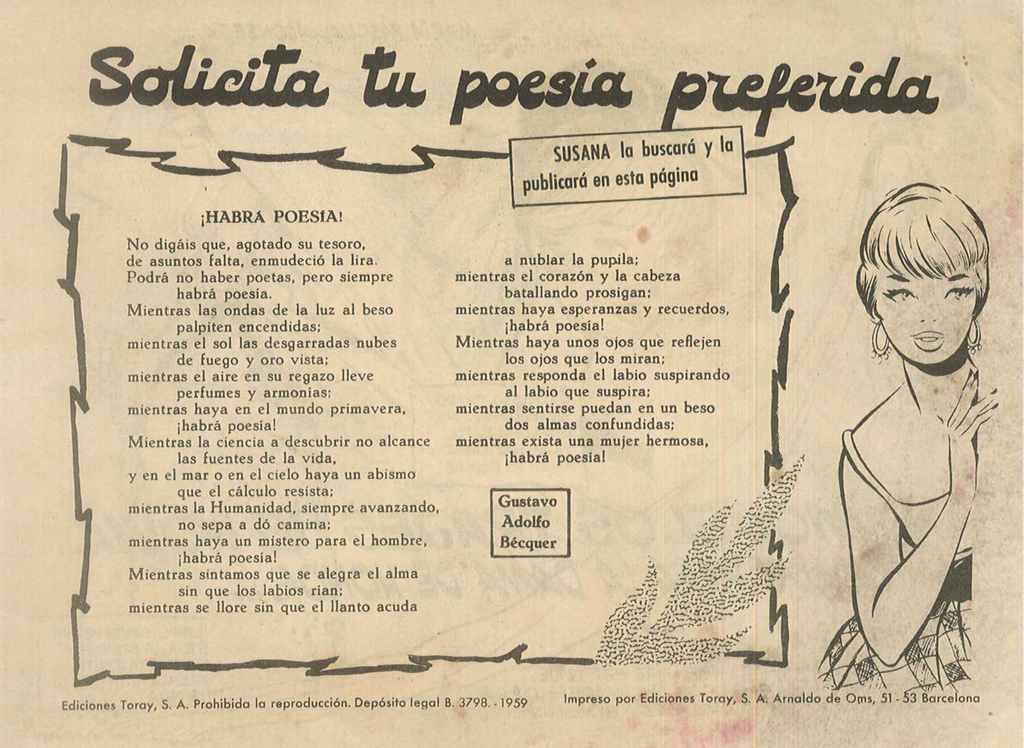 Solicita tu poesía preferida
SUSANA la buscará y la
publicará en esta página
¡HABRA POESIA!
No digáis que, agotado su tesoro,
de asuntos falta, enmudeció la lira.
Podrá no haber poetas, pero siempre
habrá poesía.
Mientras las ondas de la luz al beso
palpiten encendidas;
mientras el sol las desgarradas nubes
de fuego y oro vista;
mientras el aire en su regazo lleve
perfumes y armonías;
mientras haya en el mundo primavera,
¡habrá poesía!
Mientras la ciencia a descubrir no alcance
las fuentes de la vida,
y en el mar o en el cielo haya un abismo
que el cálculo resista;
mientras la Humanidad, siempre avanzando,
no sepa a dó camina;
mientras haya un mistero para el hombre,
¡habrá poesía!
Mientras sintamos que se alegra el alma
sin que los labios rían;
mientras se llore sin que el llanto acuda
a nublar la pupila;
mientras el corazón y la cabeza
batallando prosigan;
mientras haya esperanzas y recuerdos,
¡habrá poesía!
Mientras haya unos ojos que reflejen
los ojos que los miran;
mientras responda el labio suspirando
al labio que suspira;
mientras sentirse puedan en un beso
dos almas confundidas;
mientras exista una mujer hermosa,
¡habrá poesía!
Gustavo
Adolfo
Bécquer
Ediciones Toray, S. A. Prohibida la reproducción. Depósito legal B. 3798. - 1959
Impreso por Ediciones Toray, S. A. Arnaldo de Oms, 51 - 53 Barcelona